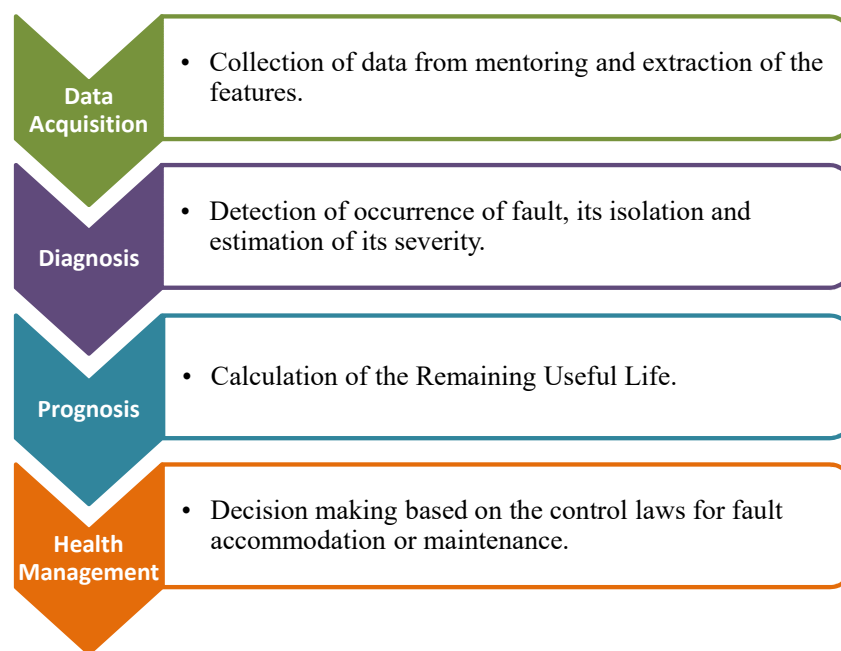 Data
Acquisition
• Collection of data from mentoring and extraction of the
features.
Diagnosis
• Detection of occurrence of fault, its isolation and
estimation of its severity.
Prognosis
• Calculation of the Remaining Useful Life.
Health
Management
• Decision making based on the control laws for fault
accommodation or maintenance.